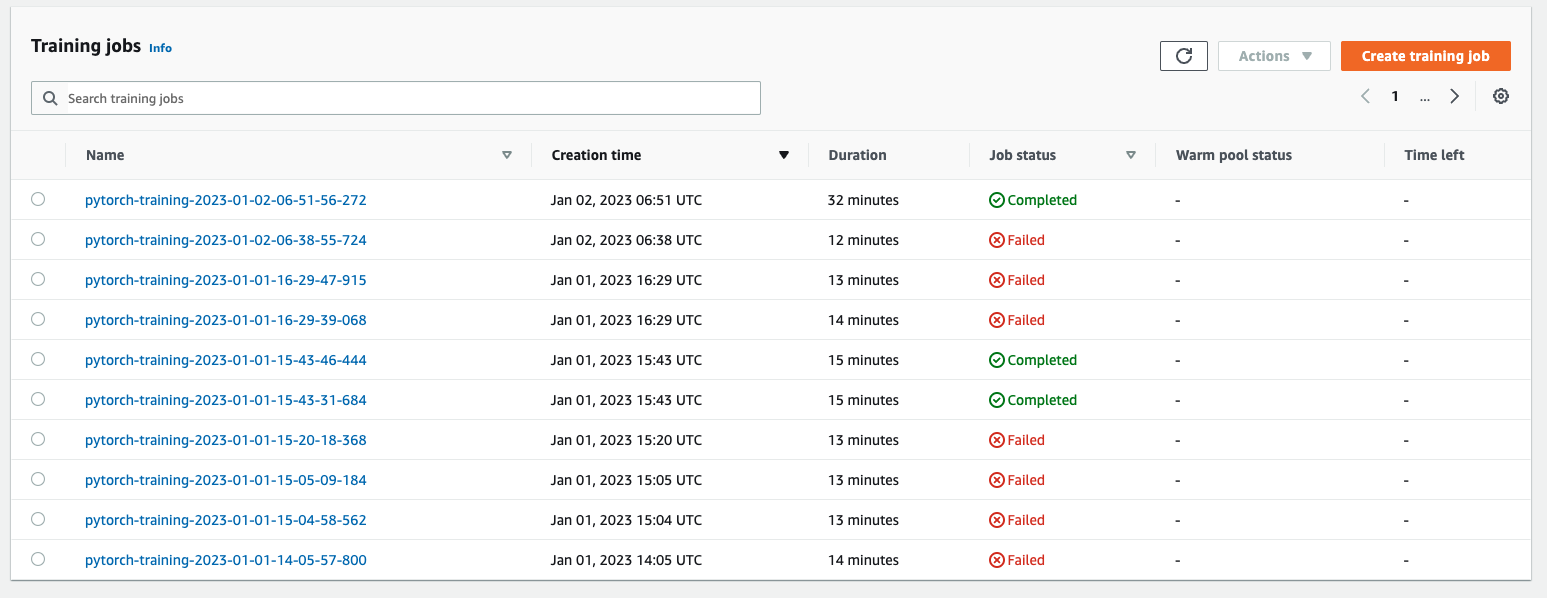 Training jobs Info
Actions Create training job
Search training jobs
1 ...
Name Creation time Duration Job status Warm pool status Time left
pytorch-training-2023-01-02-06-51-56-272 Jan 02, 2023 06:51 UTC 32 minutes Completed - -
pytorch-training-2023-01-02-06-38-55-724 Jan 02, 2023 06:38 UTC 12 minutes Failed - -
pytorch-training-2023-01-01-16-29-47-915 Jan 01, 2023 16:29 UTC 13 minutes Failed - -
pytorch-training-2023-01-01-16-29-39-068 Jan 01, 2023 16:29 UTC 14 minutes Failed - -
pytorch-training-2023-01-01-15-43-46-444 Jan 01, 2023 15:43 UTC 15 minutes Completed - -
pytorch-training-2023-01-01-15-43-31-684 Jan 01, 2023 15:43 UTC 15 minutes Completed - -
pytorch-training-2023-01-01-15-20-18-368 Jan 01, 2023 15:20 UTC 13 minutes Failed - -
pytorch-training-2023-01-01-15-05-09-184 Jan 01, 2023 15:05 UTC 13 minutes Failed - -
pytorch-training-2023-01-01-15-04-58-562 Jan 01, 2023 15:04 UTC 13 minutes Failed - -
pytorch-training-2023-01-01-14-05-57-800 Jan 01, 2023 14:05 UTC 14 minutes Failed - -